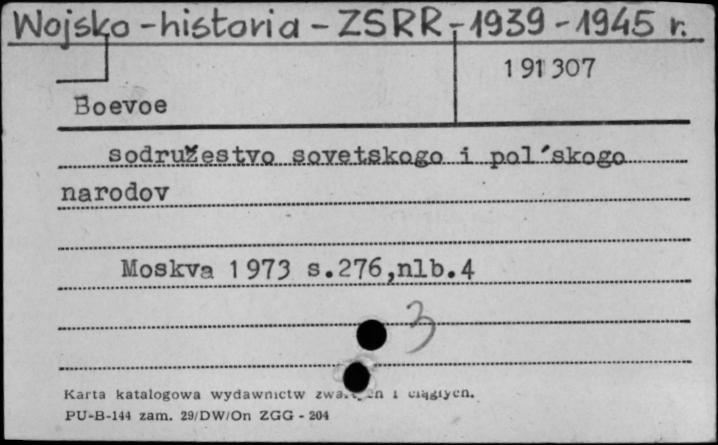 Wojsko - historia - ZSRR - 1939 - 1945 r.
191307
Boevoe
sodružestvo sovetskogo i pol´skogo
narodov
Moskva 1973 s.276,nlb.4
3
Karta katalogowa wydawnictw i ciągłych.
PU-B-144 zam. 29/DW/On ZGG - 204